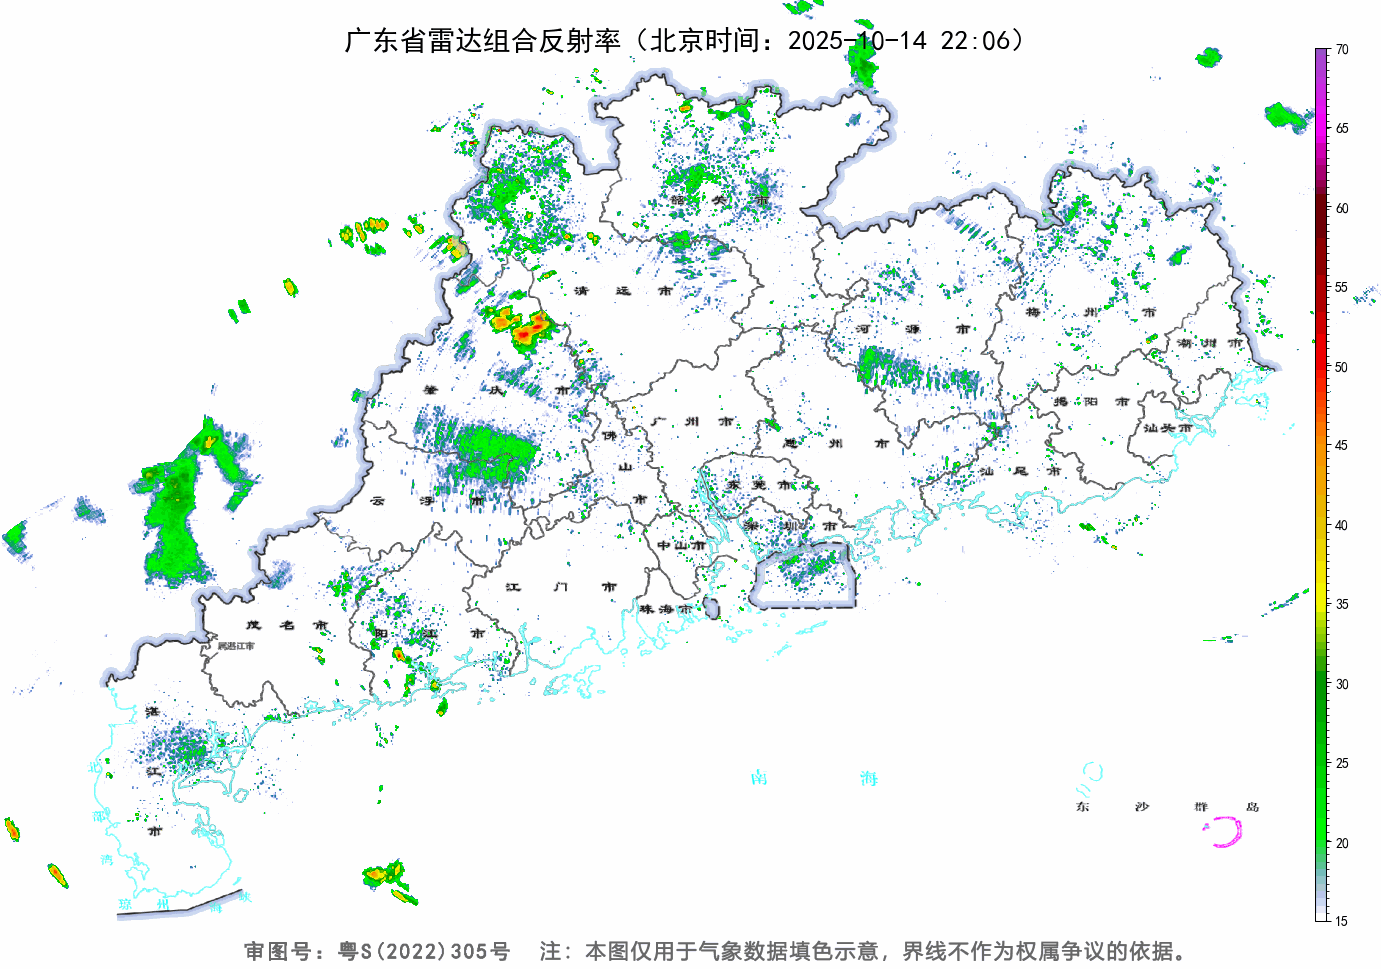 广东省雷达组合反射率（北京时间：2025-10-14 22:06）
70
65
60
55
50
45
40
35
30
25
20
15
韶 关 市
清 远 市
河 源 市
梅 州 市
潮 州 市
肇 庆 市
广 州 市
佛 山 市
惠 州 市
揭 阳 市
汕头市
汕 尾 市
东 莞 市
云 浮 市
深 圳 市
中山市
江 门 市
珠海市
茂 名 市
阳 江 市
属湛江市
湛 江 市
北 部 湾
南 海
东 沙 群 岛
琼 州 海 峡
审图号：粤S(2022)305号 注：本图仅用于气象数据填色示意，界线不作为权属争议的依据。